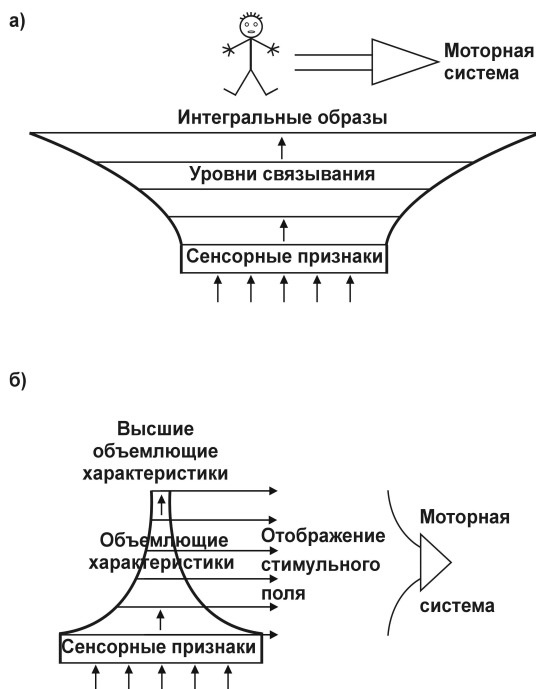 а)
Моторная
система
Интегральные образы
Уровни связывания
Сенсорные признаки
б)
Высшие
объемлющие
характеристики
Объемлющие
характеристики
Отображение
стимульного
поля
Моторная
система
Сенсорные признаки